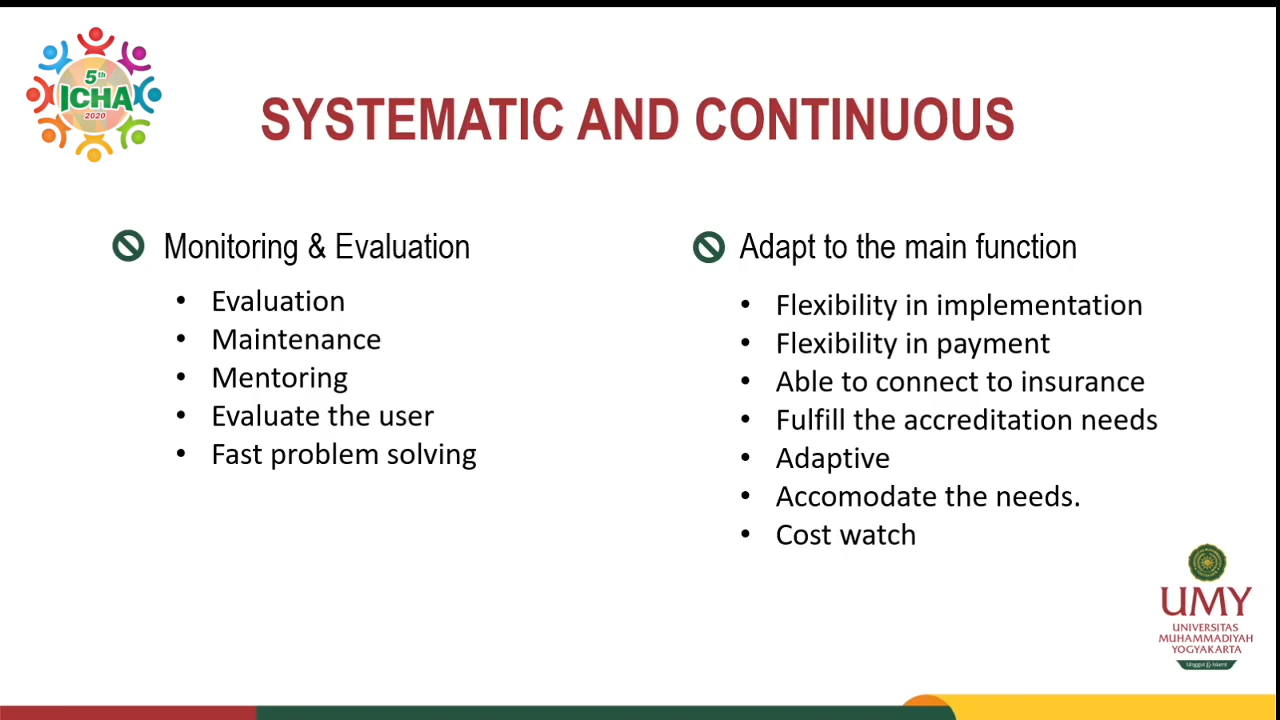 5th
ICHA
2020
SYSTEMATIC AND CONTINUOUS
Monitoring & Evaluation
• Evaluation
• Maintenance
• Mentoring
• Evaluate the user
• Fast problem solving
Adapt to the main function
• Flexibility in implementation
• Flexibility in payment
• Able to connect to insurance
• Fulfill the accreditation needs
• Adaptive
• Accomodate the needs.
• Cost watch
UMY
UNIVERSITAS
MUHAMMADIYAH
YOGYAKARTA
Unggul & Islami